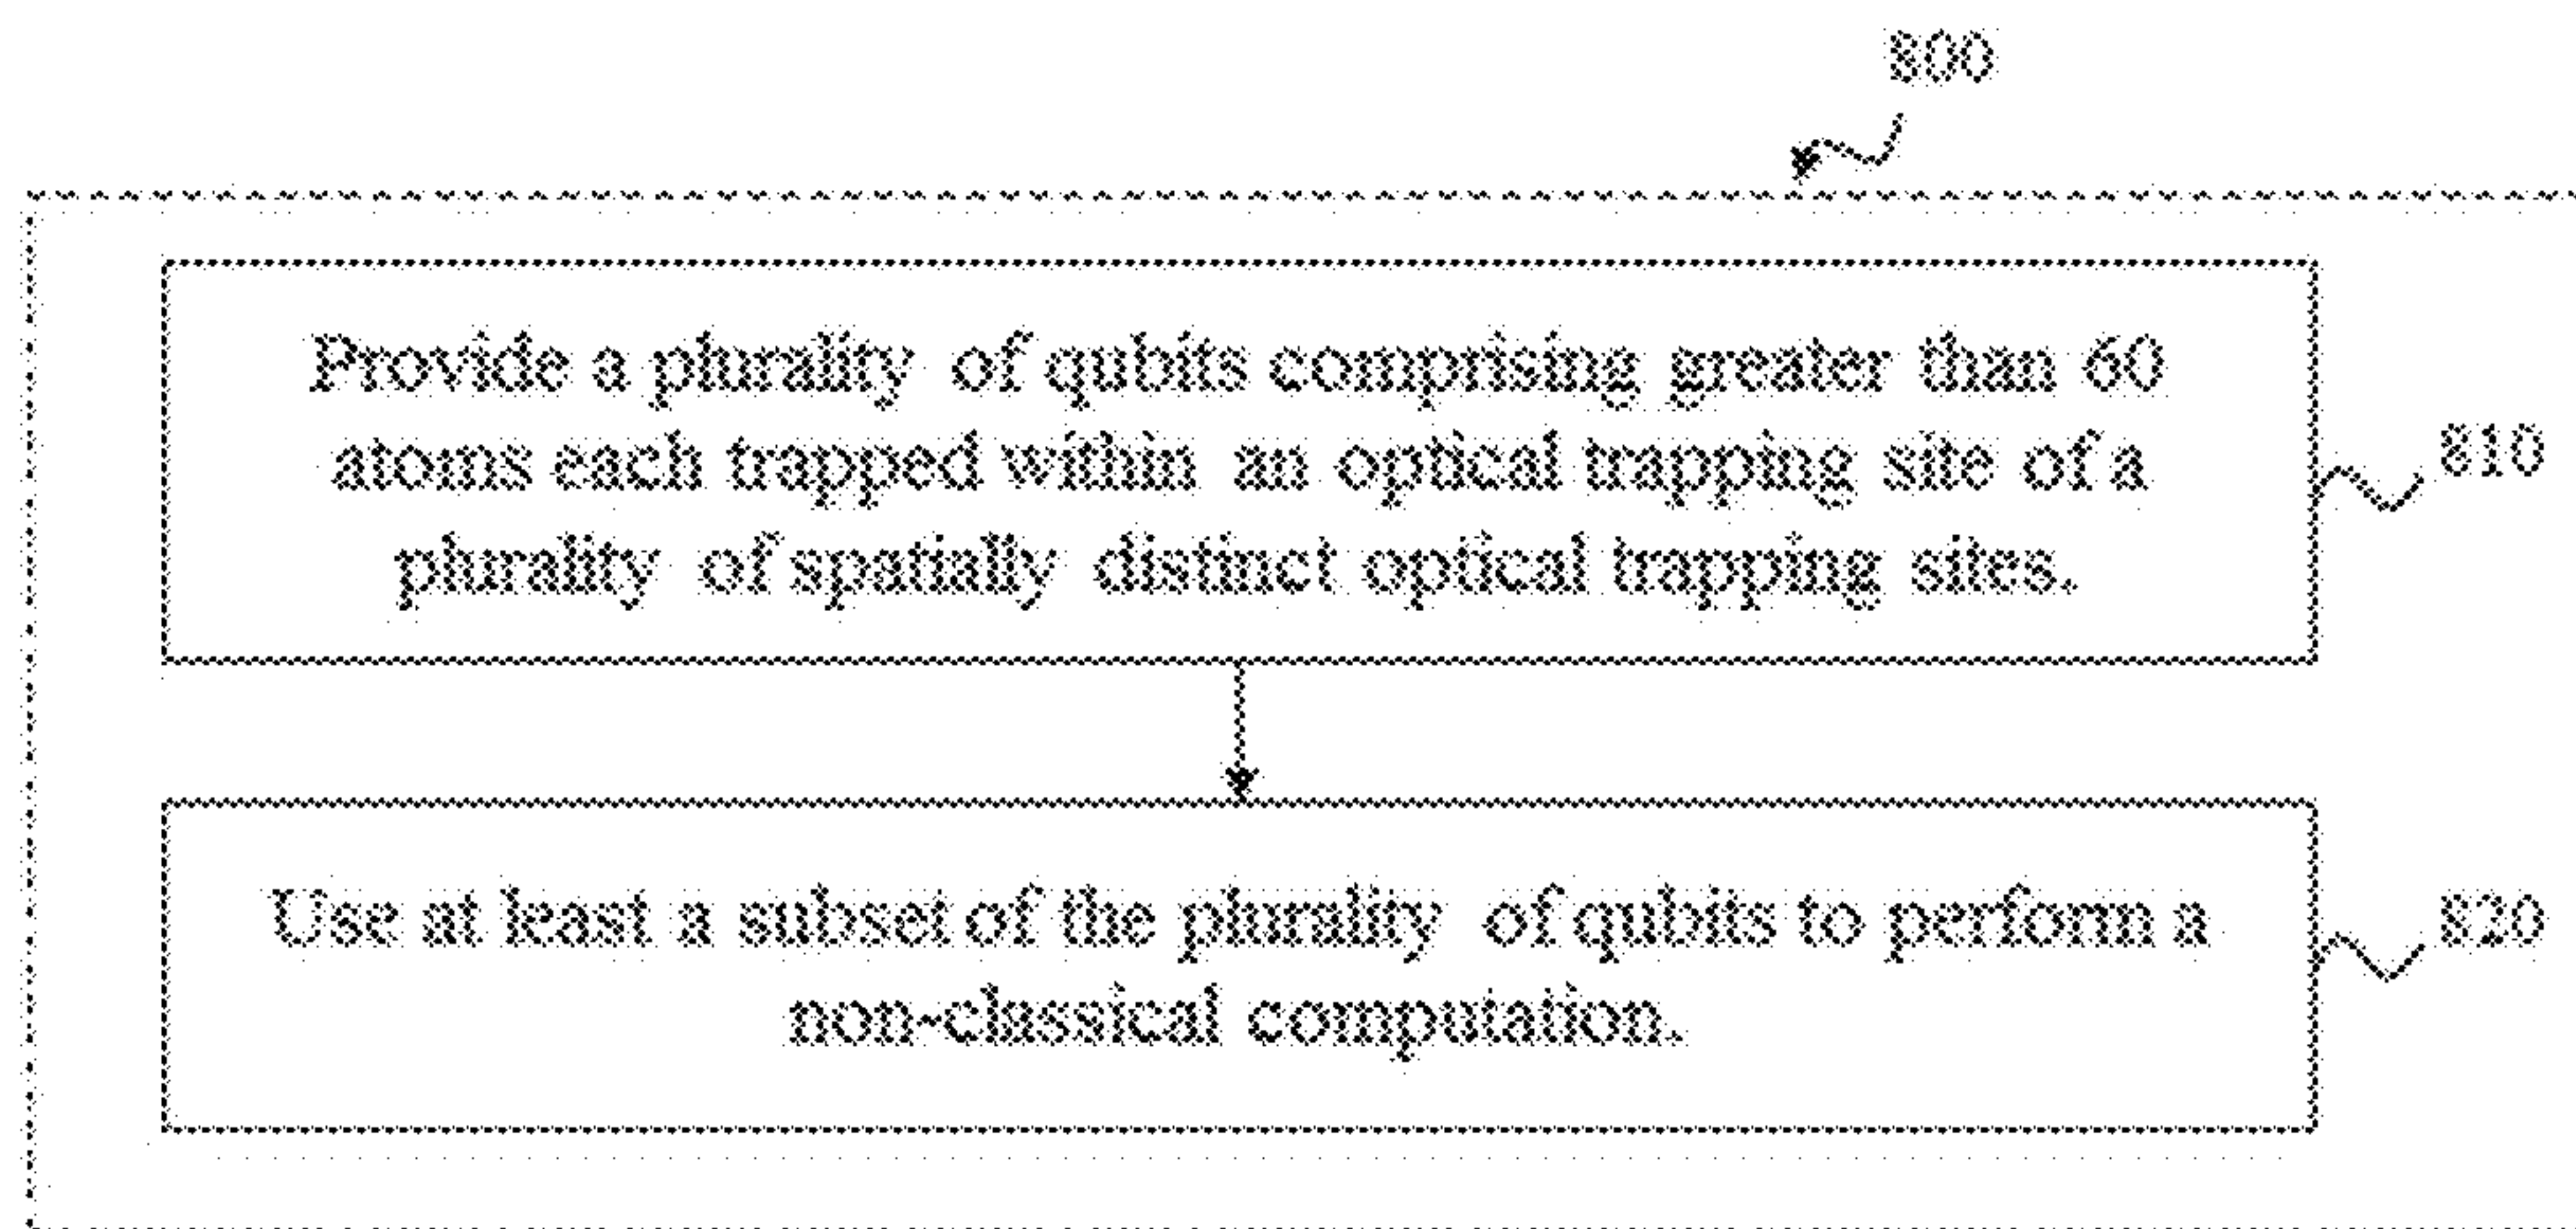 800
Provide a plurality of qubits comprising greater than 60
atoms each trapped within an optical trapping site of a
plurality of spatially distinct optical trapping sites.
810
Use at least a subset of the plurality of qubits to perform a
non-classical computation.
820